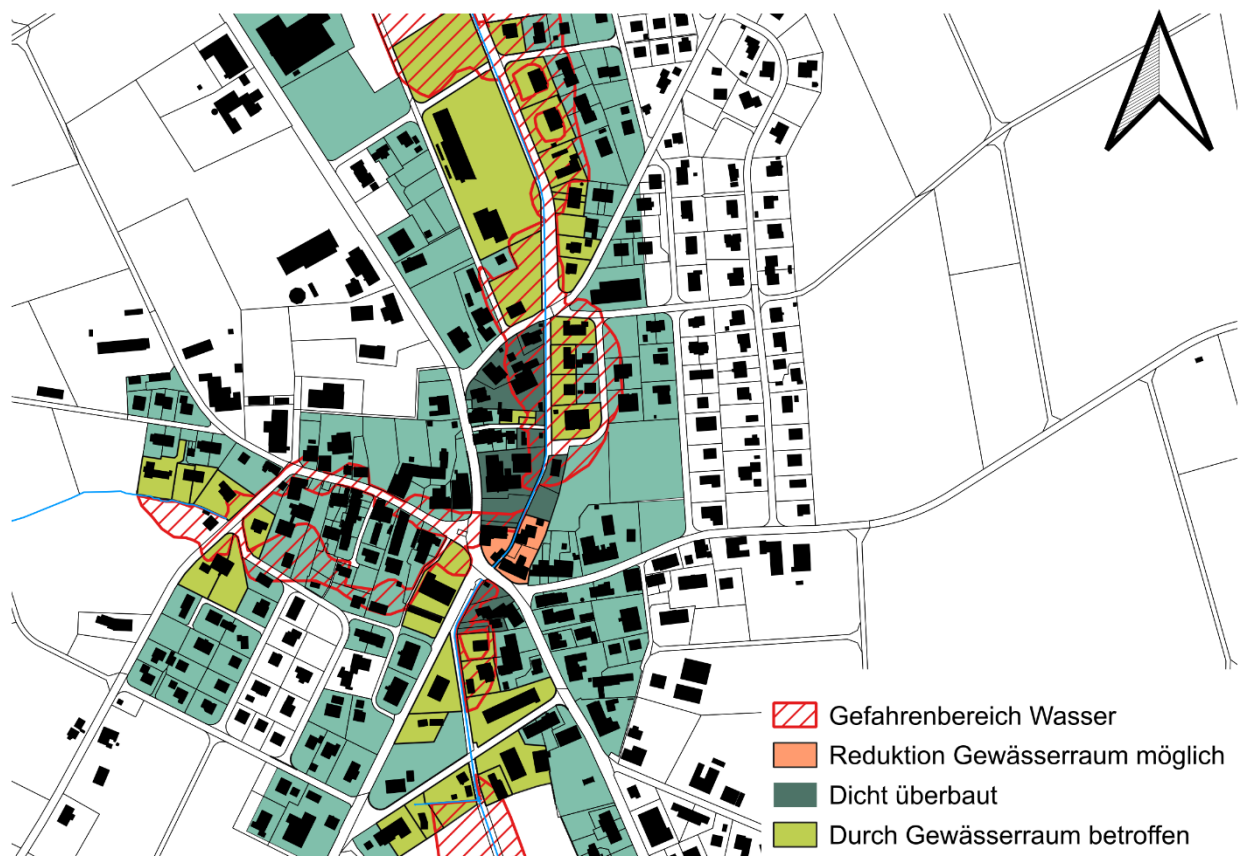 Gefahrenbereich Wasser
Reduktion Gewässerraum möglich
Dicht überbaut
Durch Gewässerraum betroffen